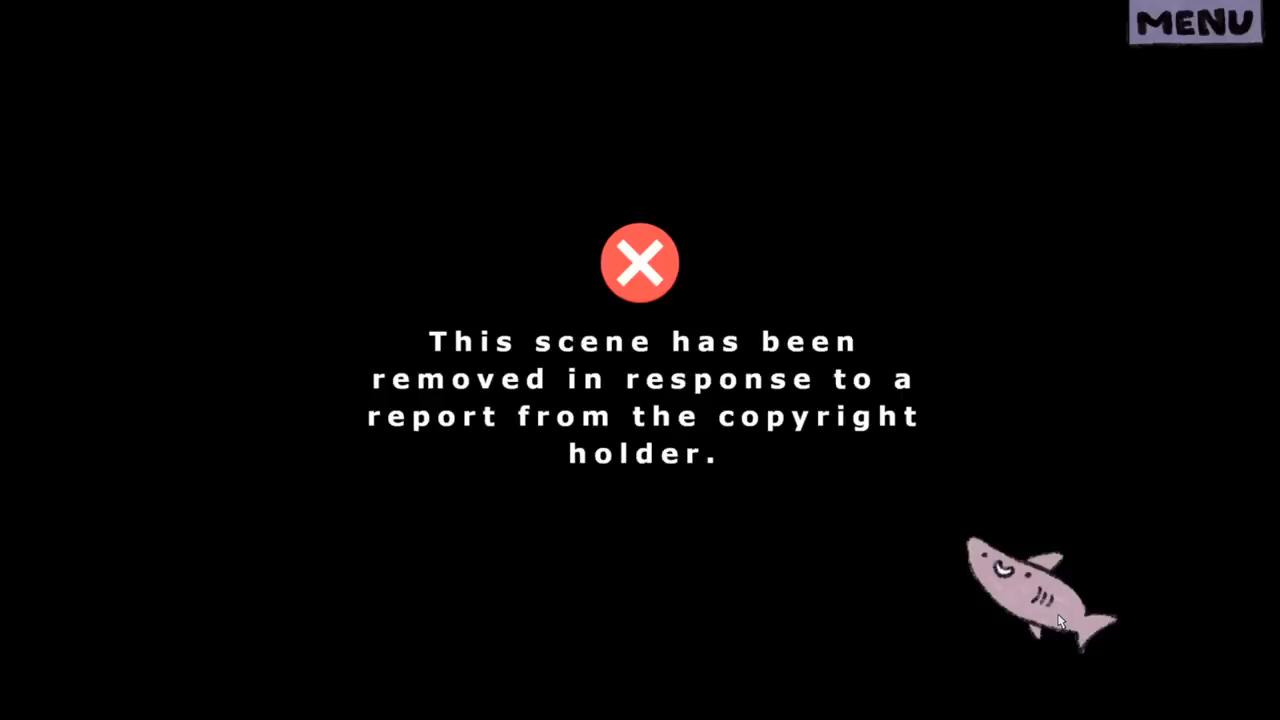 MENU
This scene has been
removed in response to a
report from the copyright
holder.